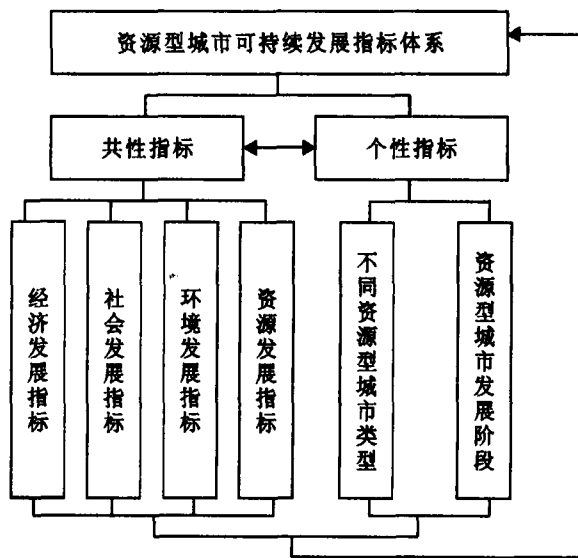 资源型城市可持续发展指标体系
共性指标
个性指标
经济发展指标
社会发展指标
环境发展指标
资源发展指标
不同资源型城市类型
资源型城市发展阶段